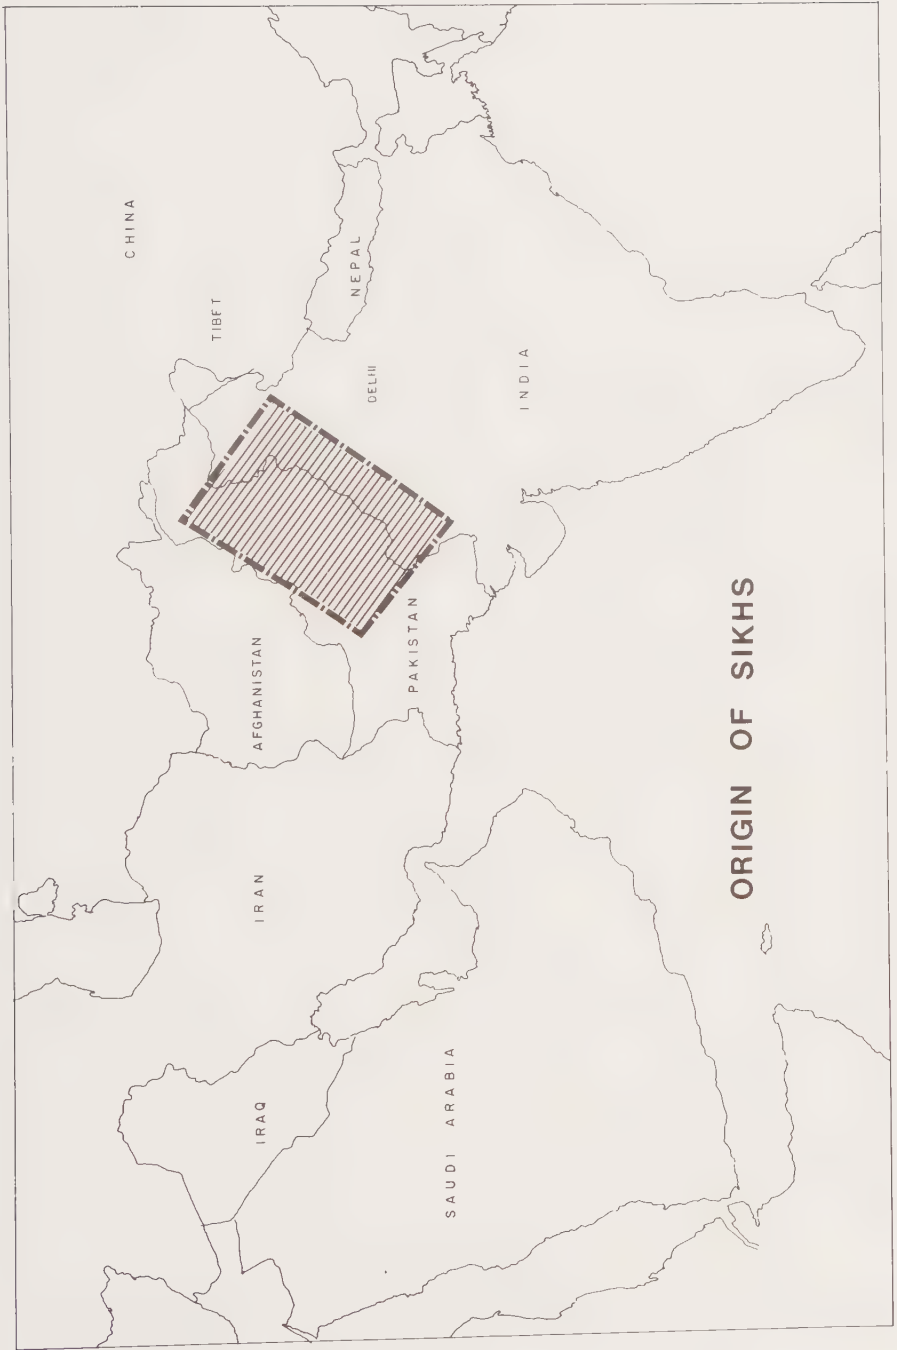 CHINA
TIBET
NEPAL
DELHI
INDIA
AFGHANISTAN
PAKISTAN
IRAN
IRAQ
SAUDI ARABIA
ORIGIN OF SIKHS